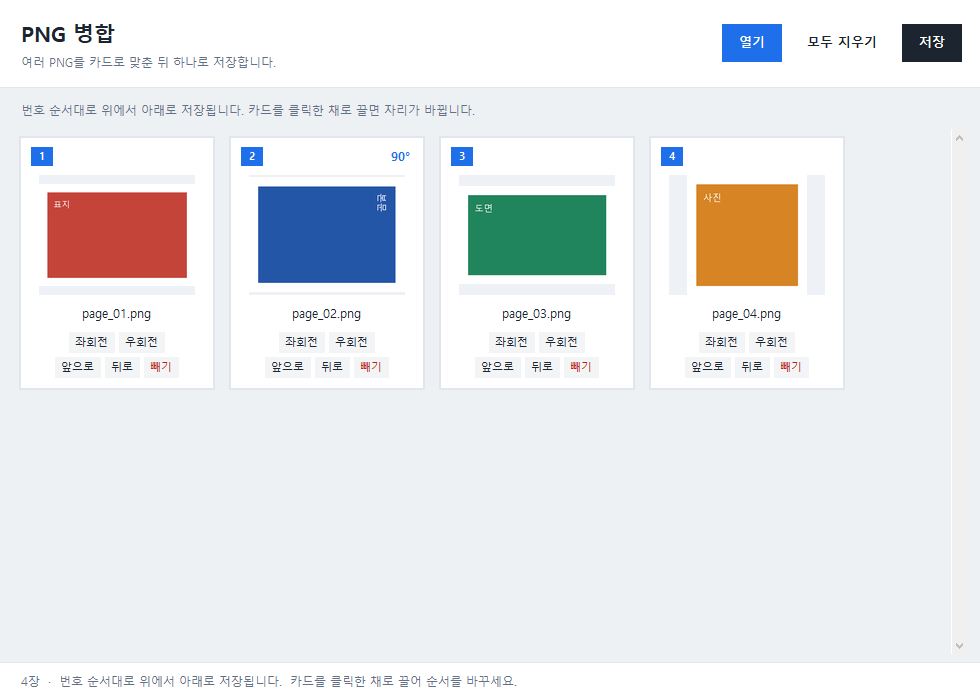 PNG 병합
여러 PNG를 카드로 맞춘 뒤 하나로 저장합니다.
열기
모두 지우기
저장
번호 순서대로 위에서 아래로 저장됩니다. 카드를 클릭한 채로 끌면 자리가 바뀝니다.
1
표지
page_01.png
좌회전 우회전
앞으로 뒤로 빼기
2 90°
본문
page_02.png
좌회전 우회전
앞으로 뒤로 빼기
3
도면
page_03.png
좌회전 우회전
앞으로 뒤로 빼기
4
사진
page_04.png
좌회전 우회전
앞으로 뒤로 빼기
4장 · 번호 순서대로 위에서 아래로 저장됩니다. 카드를 클릭한 채로 끌어 순서를 바꾸세요.